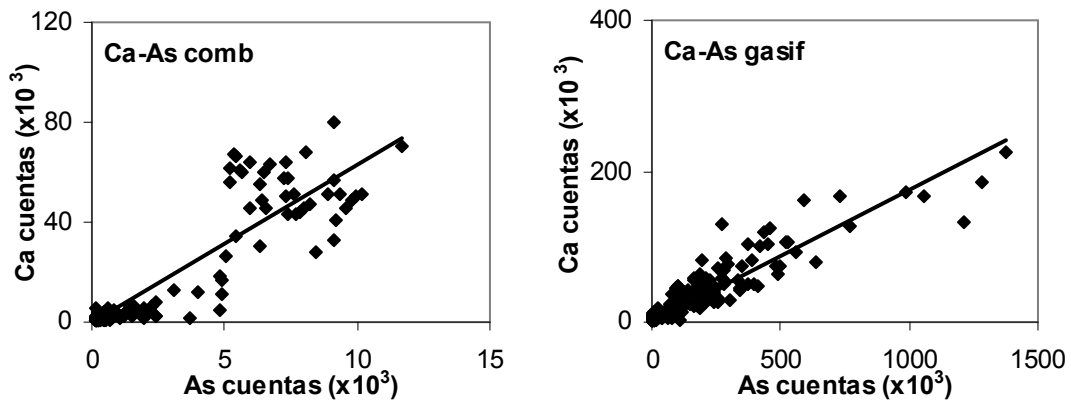 Ca-As comb
Ca cuentas (x10³)
120
80
40
0
0 5 10 15
As cuentas (x10³)
Ca-As gasif
Ca cuentas (x10³)
400
200
0
0 500 1000 1500
As cuentas (x10³)